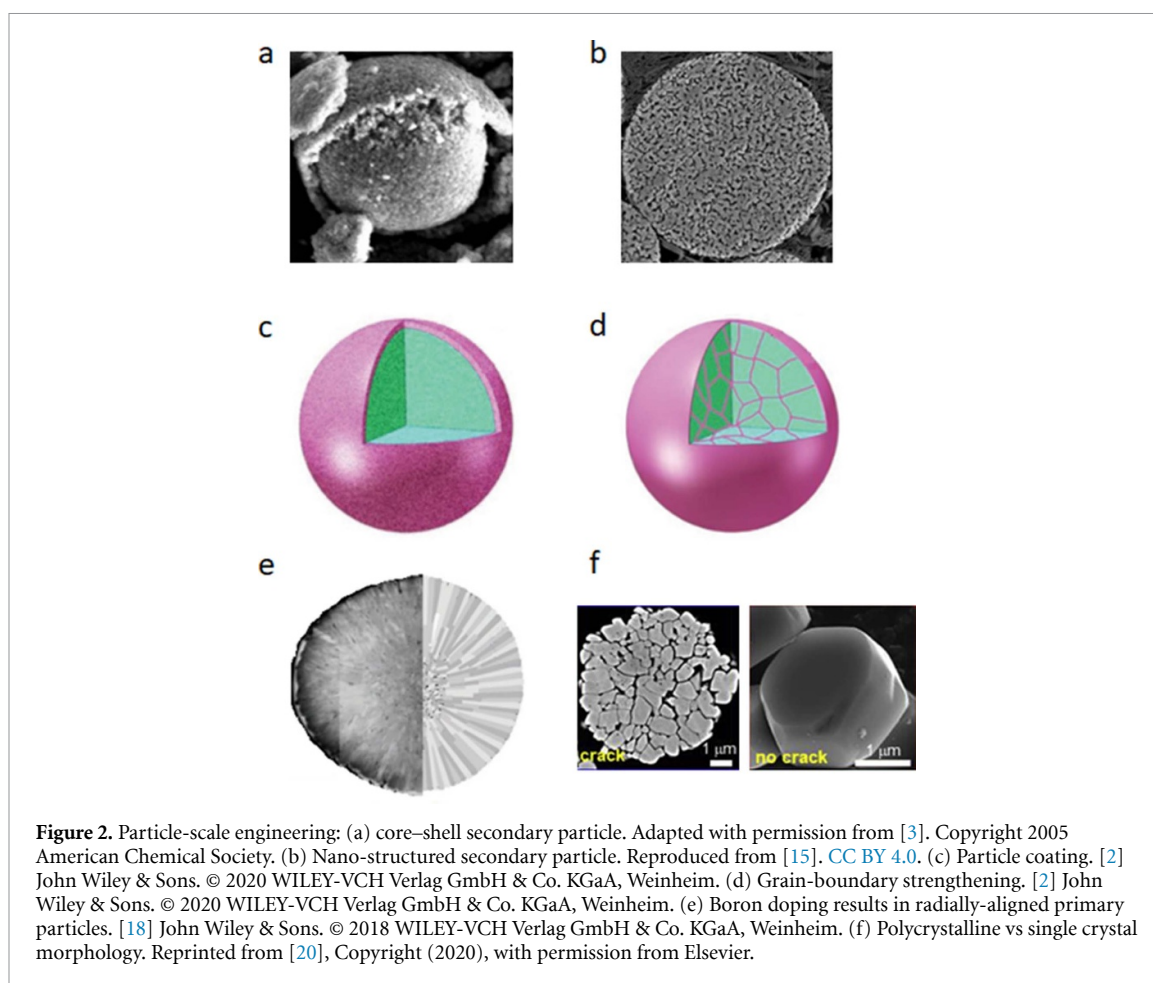 a
b
c
d
e
f
crack
1 μm
no crack
1 μm
Figure 2. Particle-scale engineering: (a) core–shell secondary particle. Adapted with permission from [3]. Copyright 2005
American Chemical Society. (b) Nano-structured secondary particle. Reproduced from [15]. CC BY 4.0. (c) Particle coating. [2]
John Wiley & Sons. © 2020 WILEY-VCH Verlag GmbH & Co. KGaA, Weinheim. (d) Grain-boundary strengthening. [2] John
Wiley & Sons. © 2020 WILEY-VCH Verlag GmbH & Co. KGaA, Weinheim. (e) Boron doping results in radially-aligned primary
particles. [18] John Wiley & Sons. © 2018 WILEY-VCH Verlag GmbH & Co. KGaA, Weinheim. (f) Polycrystalline vs single crystal
morphology. Reprinted from [20], Copyright (2020), with permission from Elsevier.